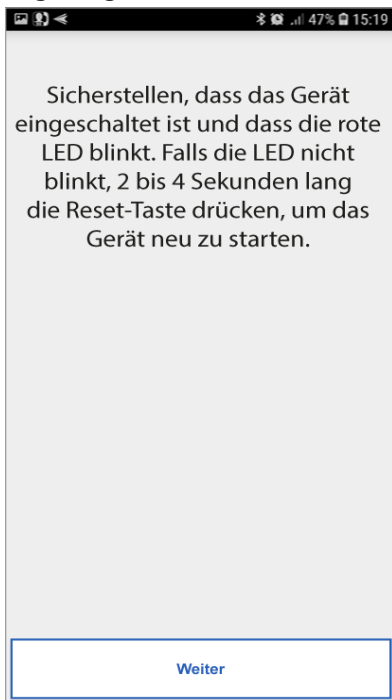 47% 15:19
Sicherstellen, dass das Gerät
eingeschaltet ist und dass die rote
LED blinkt. Falls die LED nicht
blinkt, 2 bis 4 Sekunden lang
die Reset-Taste drücken, um das
Gerät neu zu starten.
Weiter